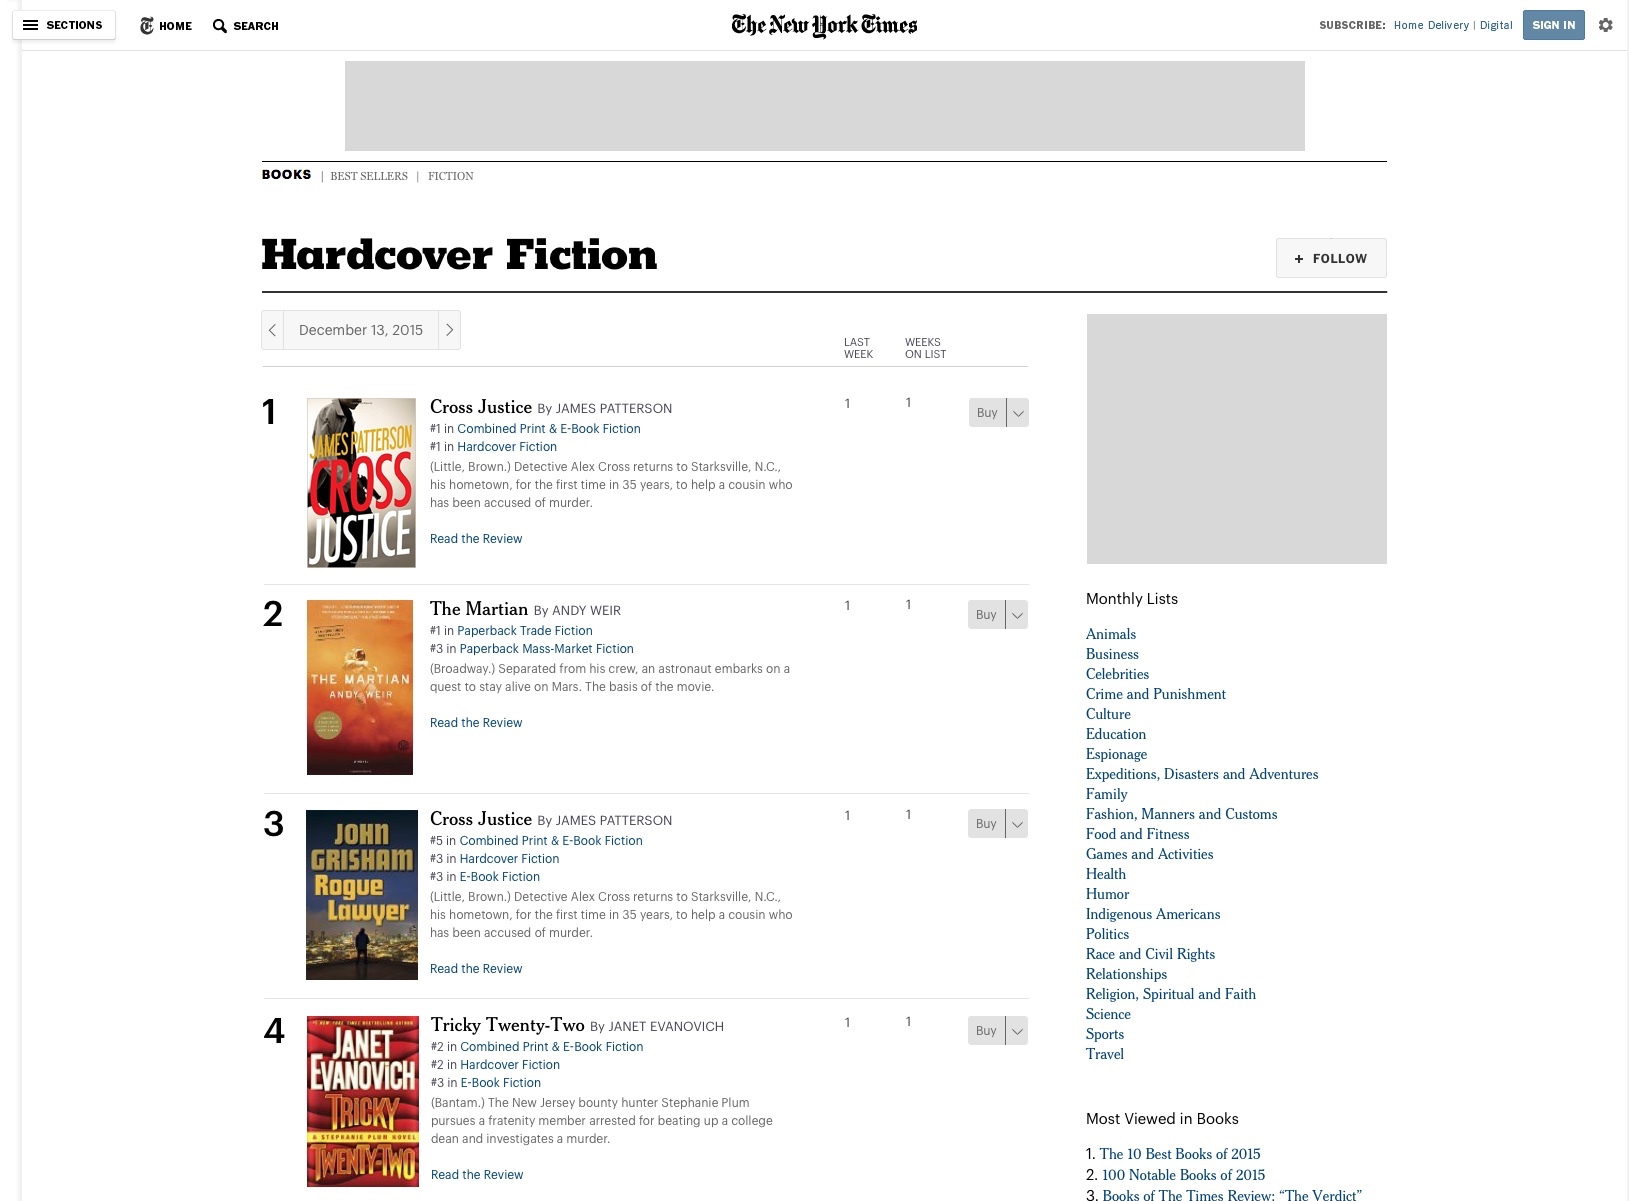 SECTIONS
HOME
SEARCH
The New York Times
SUBSCRIBE: Home Delivery | Digital
SIGN IN
BOOKS | BEST SELLERS | FICTION
Hardcover Fiction
+ FOLLOW
December 13, 2015
LAST WEEK
WEEKS ON LIST
1
JAMES PATTERSON
CROSS
JUSTICE
Cross Justice By JAMES PATTERSON
1
1
Buy
#1 in Combined Print & E-Book Fiction
#1 in Hardcover Fiction
(Little, Brown.) Detective Alex Cross returns to Starksville, N.C.,
his hometown, for the first time in 35 years, to help a cousin who
has been accused of murder.
Read the Review
2
THE MARTIAN
ANDY WEIR
The Martian By ANDY WEIR
1
1
Buy
#1 in Paperback Trade Fiction
#3 in Paperback Mass-Market Fiction
(Broadway.) Separated from his crew, an astronaut embarks on a
quest to stay alive on Mars. The basis of the movie.
Read the Review
3
JOHN
GRISHAM
Rogue
Lawyer
Cross Justice By JAMES PATTERSON
1
1
Buy
#5 in Combined Print & E-Book Fiction
#3 in Hardcover Fiction
#3 in E-Book Fiction
(Little, Brown.) Detective Alex Cross returns to Starksville, N.C.,
his hometown, for the first time in 35 years, to help a cousin who
has been accused of murder.
Read the Review
4
#1 NEW YORK TIMES BESTSELLING AUTHOR
JANET
EVANOVICH
TRICKY
A STEPHANIE PLUM NOVEL
TWENTY-TWO
Tricky Twenty-Two By JANET EVANOVICH
1
1
Buy
#2 in Combined Print & E-Book Fiction
#2 in Hardcover Fiction
#3 in E-Book Fiction
(Bantam.) The New Jersey bounty hunter Stephanie Plum
pursues a fratenity member arrested for beating up a college
dean and investigates a murder.
Read the Review
Monthly Lists
Animals
Business
Celebrities
Crime and Punishment
Culture
Education
Espionage
Expeditions, Disasters and Adventures
Family
Fashion, Manners and Customs
Food and Fitness
Games and Activities
Health
Humor
Indigenous Americans
Politics
Race and Civil Rights
Relationships
Religion, Spiritual and Faith
Science
Sports
Travel
Most Viewed in Books
1. The 10 Best Books of 2015
2. 100 Notable Books of 2015
3. Books of The Times Review: “The Verdict”